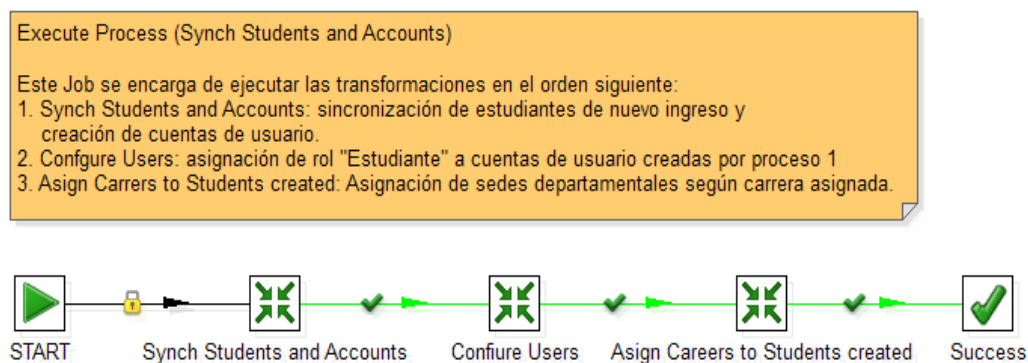 Execute Process (Synch Students and Accounts)
Este Job se encarga de ejecutar las transformaciones en el orden siguiente:
1. Synch Students and Accounts: sincronización de estudiantes de nuevo ingreso y
creación de cuentas de usuario.
2. Confgure Users: asignación de rol "Estudiante" a cuentas de usuario creadas por proceso 1
3. Asign Carrers to Students created: Asignación de sedes departamentales según carrera asignada.
START Synch Students and Accounts Confiure Users Asign Careers to Students created Success